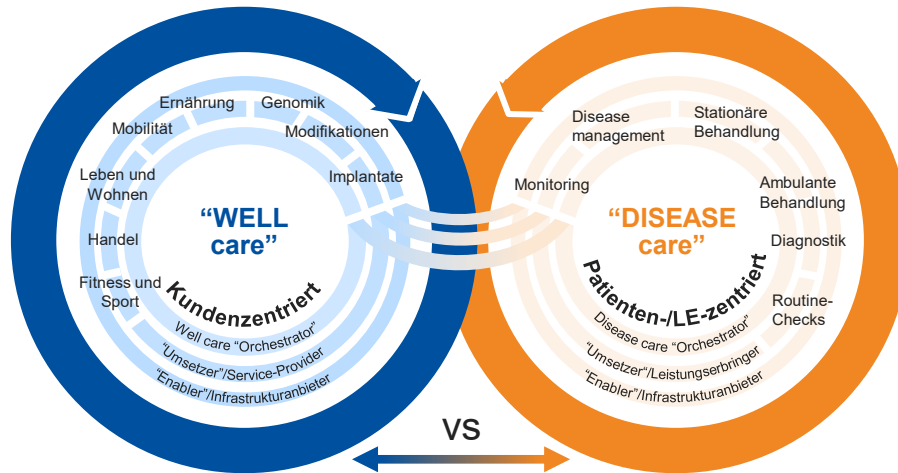 Ernährung
Genomik
Mobilität
Modifikationen
Leben und
Wohnen
Implantate
Handel
Fitness und
Sport
“WELL
care”
Kundenzentriert
Well care “Orchestrator”
“Umsetzer“/Service-Provider
“Enabler”/Infrastrukturanbieter
Disease
management
Stationäre
Behandlung
Monitoring
Ambulante
Behandlung
Diagnostik
Routine-
Checks
“DISEASE
care”
Patienten-/LE-zentriert
Disease care “Orchestrator”
“Umsetzer“/Leistungserbringer
“Enabler”/Infrastrukturanbieter
VS